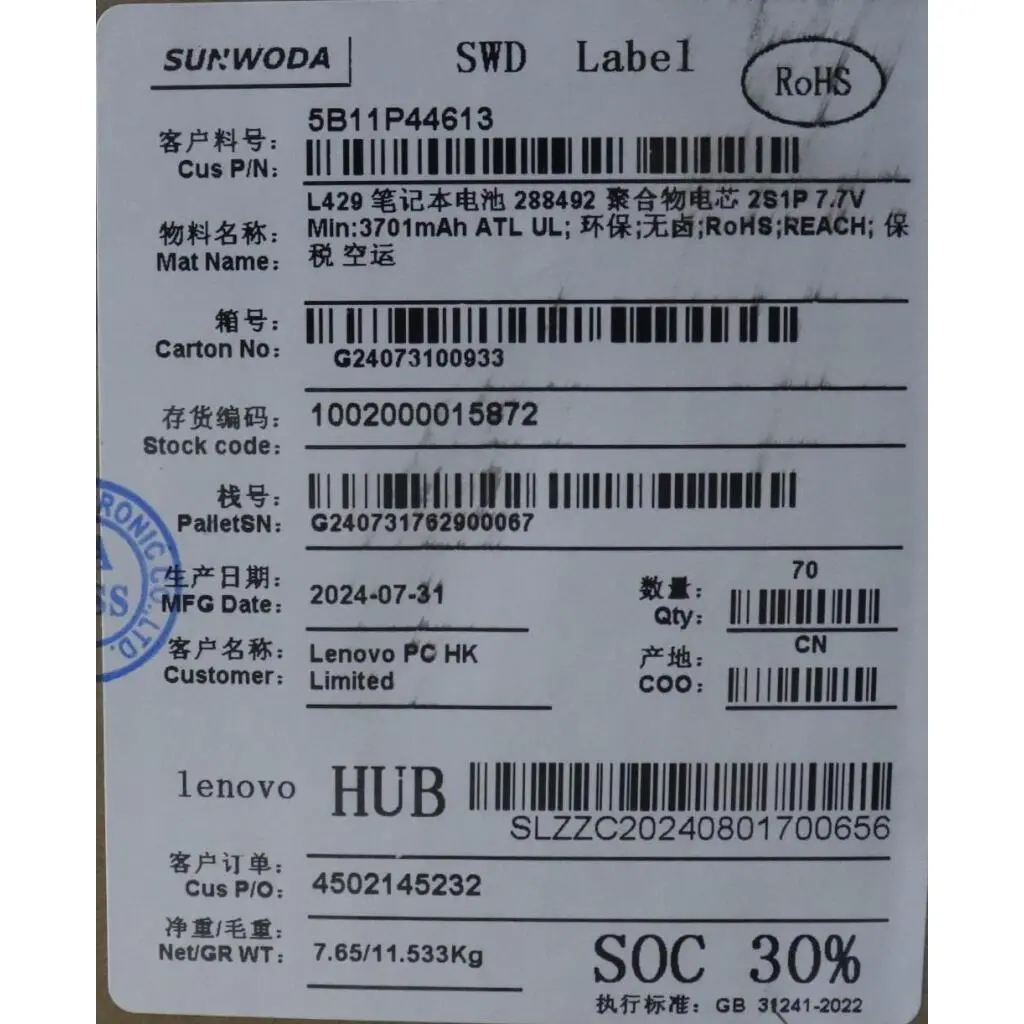 SUNWODA
SWD Label
RoHS
客户料号:
Cus P/N:
5B11P44613
物料名称:
Mat Name:
L429 笔记本电池 288492 聚合物电芯 2S1P 7.7V
Min:3701mAh ATL UL; 环保;无卤;RoHS;REACH; 保
税 空运
箱号:
Carton No:
G24073100933
存货编码:
Stock code:
1002000015872
栈号:
PalletSN:
G240731762900067
生产日期:
MFG Date:
2024-07-31
数量:
Qty:
70
客户名称:
Customer:
Lenovo PC HK
Limited
产地:
COO:
CN
lenovo HUB
SLZZC20240801700656
客户订单:
Cus P/O:
4502145232
净重/毛重:
Net/GR WT:
7.65/11.533Kg
SOC 30%
执行标准: GB 31241-2022
RONIC CO.,LTD.